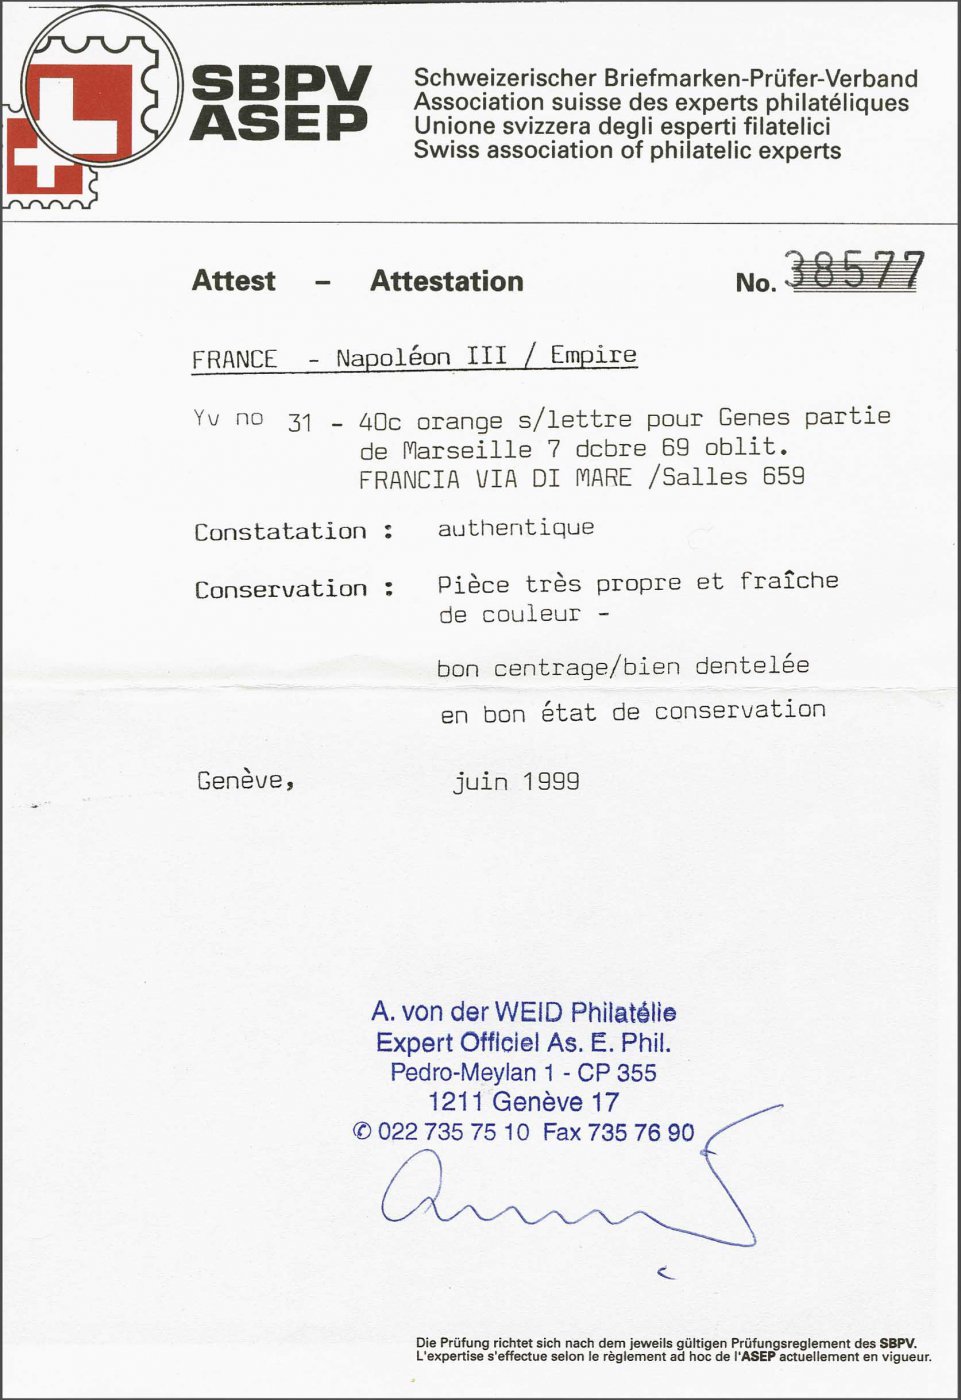 SBPV
ASEP
Schweizerischer Briefmarken-Prüfer-Verband
Association suisse des experts philatéliques
Unione svizzera degli esperti filatelici
Swiss association of philatelic experts
Attest – Attestation No. 38577
FRANCE - Napoléon III / Empire
Yv no 31 - 40c orange s/lettre pour Genes partie
de Marseille 7 dcbre 69 oblit.
FRANCIA VIA DI MARE /Salles 659
Constatation : authentique
Conservation : Pièce très propre et fraîche
de couleur -
bon centrage/bien dentelée
en bon état de conservation
Genève, juin 1999
A. von der WEID Philatélie
Expert Officiel As. E. Phil.
Pedro-Meylan 1 - CP 355
1211 Genève 17
✆ 022 735 75 10 Fax 735 76 90
Die Prüfung richtet sich nach dem jeweils gültigen Prüfungsreglement des SBPV.
L'expertise s'effectue selon le règlement ad hoc de l'ASEP actuellement en vigueur.